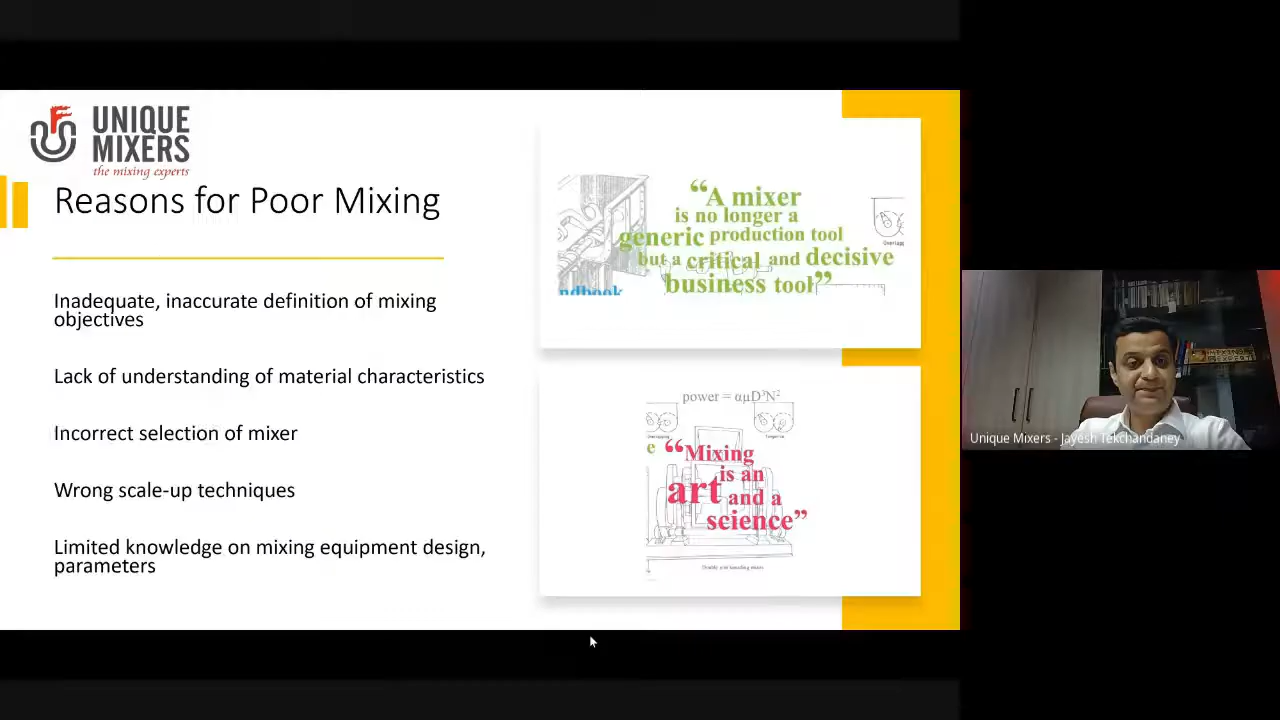 UNIQUE
MIXERS
the mixing experts
Reasons for Poor Mixing
Inadequate, inaccurate definition of mixing
objectives
Lack of understanding of material characteristics
Incorrect selection of mixer
Wrong scale-up techniques
Limited knowledge on mixing equipment design,
parameters
“A mixer
is no longer a
generic production tool
but a critical and decisive
business tool”
power = αμD³N²
“Mixing
is an
art and a
science”
Unique Mixers - Jayesh Tekchandaney